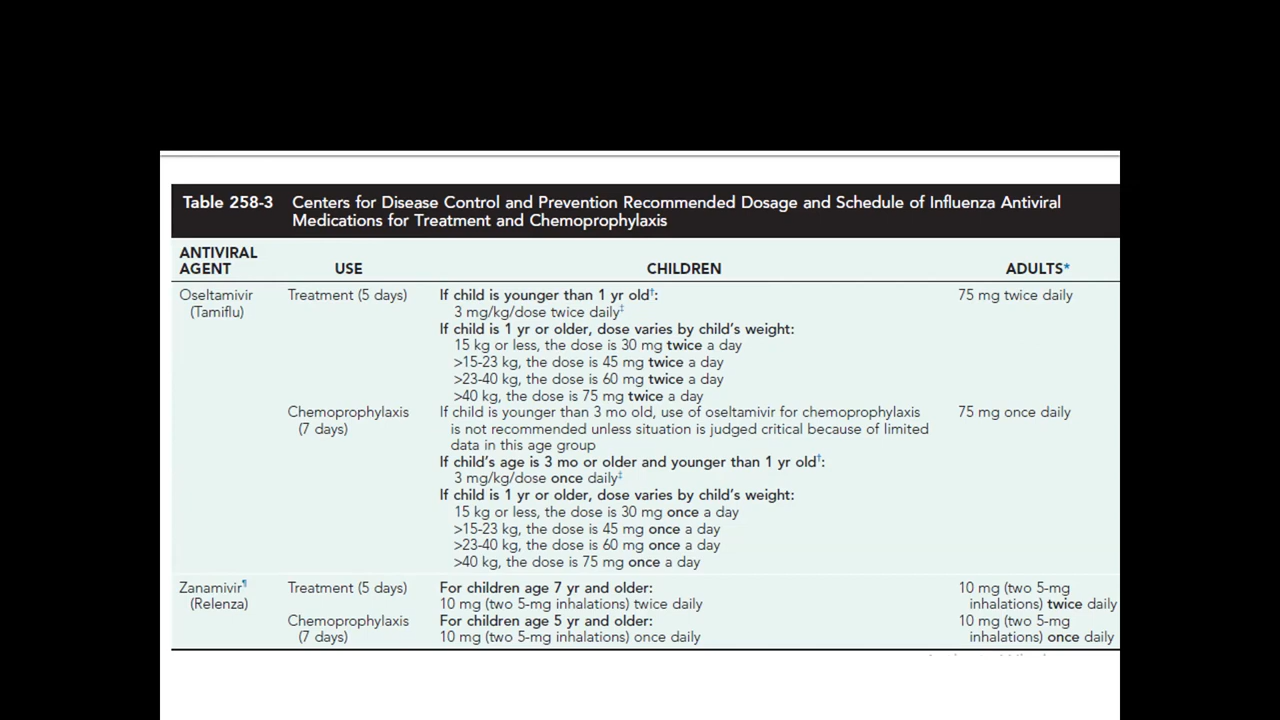 Table 258-3 Centers for Disease Control and Prevention Recommended Dosage and Schedule of Influenza Antiviral
Medications for Treatment and Chemoprophylaxis
ANTIVIRAL
AGENT USE CHILDREN ADULTS*
Oseltamivir Treatment (5 days) If child is younger than 1 yr old†: 75 mg twice daily
(Tamiflu) 3 mg/kg/dose twice daily‡
If child is 1 yr or older, dose varies by child's weight:
15 kg or less, the dose is 30 mg twice a day
>15-23 kg, the dose is 45 mg twice a day
>23-40 kg, the dose is 60 mg twice a day
>40 kg, the dose is 75 mg twice a day
Chemoprophylaxis If child is younger than 3 mo old, use of oseltamivir for chemoprophylaxis 75 mg once daily
(7 days) is not recommended unless situation is judged critical because of limited
data in this age group
If child's age is 3 mo or older and younger than 1 yr old†:
3 mg/kg/dose once daily‡
If child is 1 yr or older, dose varies by child's weight:
15 kg or less, the dose is 30 mg once a day
>15-23 kg, the dose is 45 mg once a day
>23-40 kg, the dose is 60 mg once a day
>40 kg, the dose is 75 mg once a day
Zanamivir¶ Treatment (5 days) For children age 7 yr and older: 10 mg (two 5-mg
(Relenza) 10 mg (two 5-mg inhalations) twice daily inhalations) twice daily
Chemoprophylaxis For children age 5 yr and older: 10 mg (two 5-mg
(7 days) 10 mg (two 5-mg inhalations) once daily inhalations) once daily